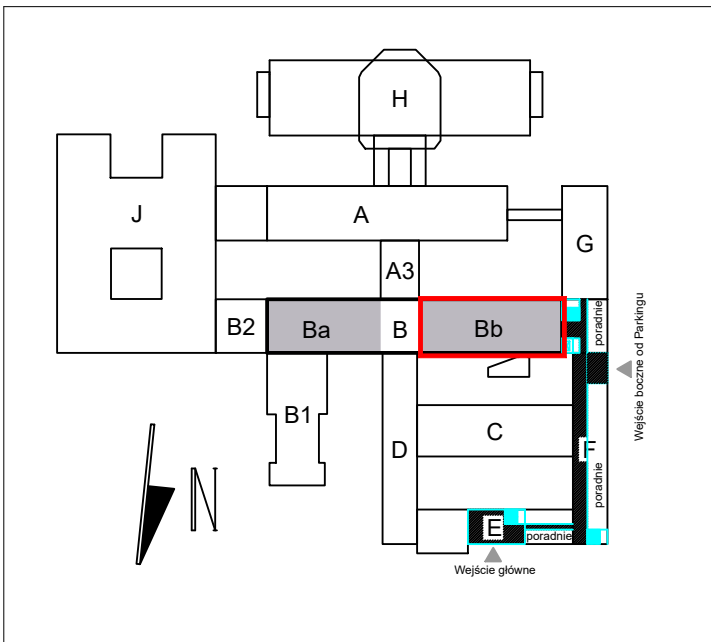 H
J
A
G
A3
B2
Ba
B
Bb
poradnie
Wejście boczne od Parkingu
B1
D
C
F
poradnie
N
E
poradnie
Wejście główne